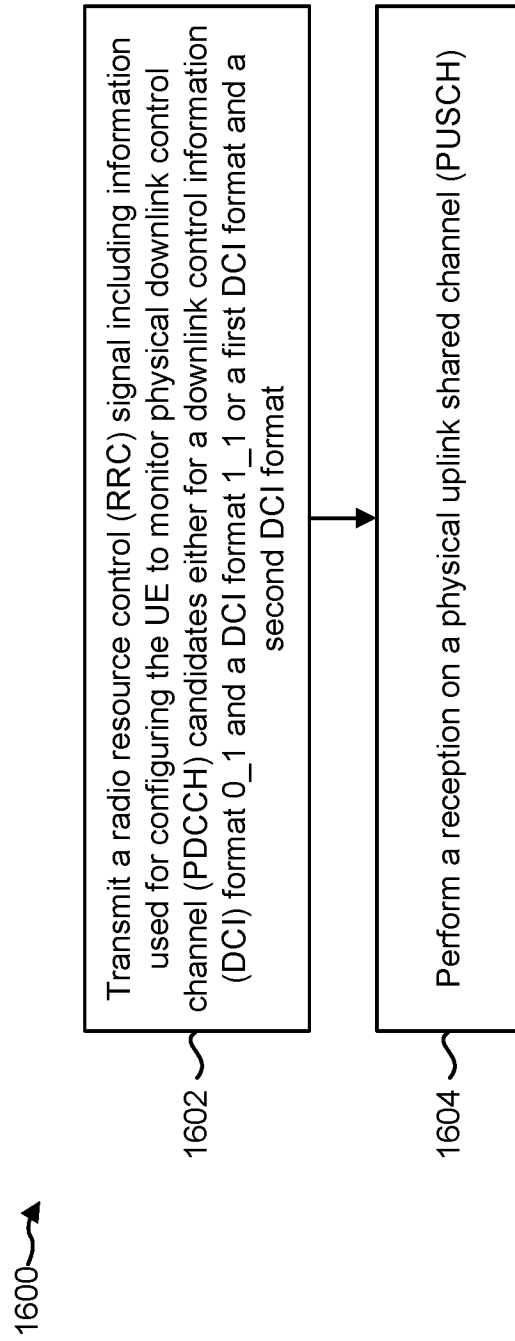 1600
1602
Transmit a radio resource control (RRC) signal including information
used for configuring the UE to monitor physical downlink control
channel (PDCCH) candidates either for a downlink control information
(DCI) format 0_1 and a DCI format 1_1 or a first DCI format and a
second DCI format
1604
Perform a reception on a physical uplink shared channel (PUSCH)